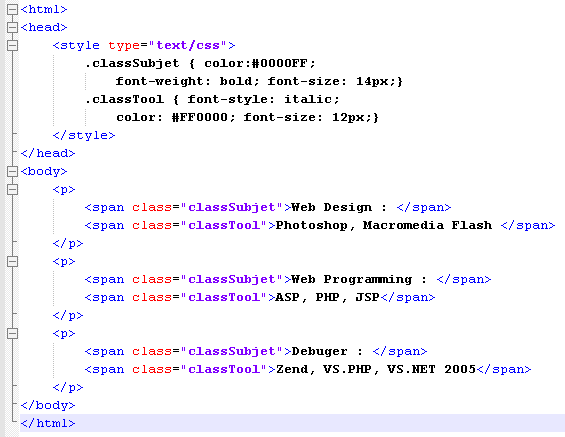 <html>
<head>
<style type="text/css">
.classSubjet { color:#0000FF;
font-weight: bold; font-size: 14px;}
.classTool { font-style: italic;
color: #FF0000; font-size: 12px;}
</style>
</head>
<body>
<p>
<span class="classSubjet">Web Design : </span>
<span class="classTool">Photoshop, Macromedia Flash </span>
</p>
<p>
<span class="classSubjet">Web Programming : </span>
<span class="classTool">ASP, PHP, JSP</span>
</p>
<p>
<span class="classSubjet">Debuger : </span>
<span class="classTool">Zend, VS.PHP, VS.NET 2005</span>
</p>
</body>
</html>